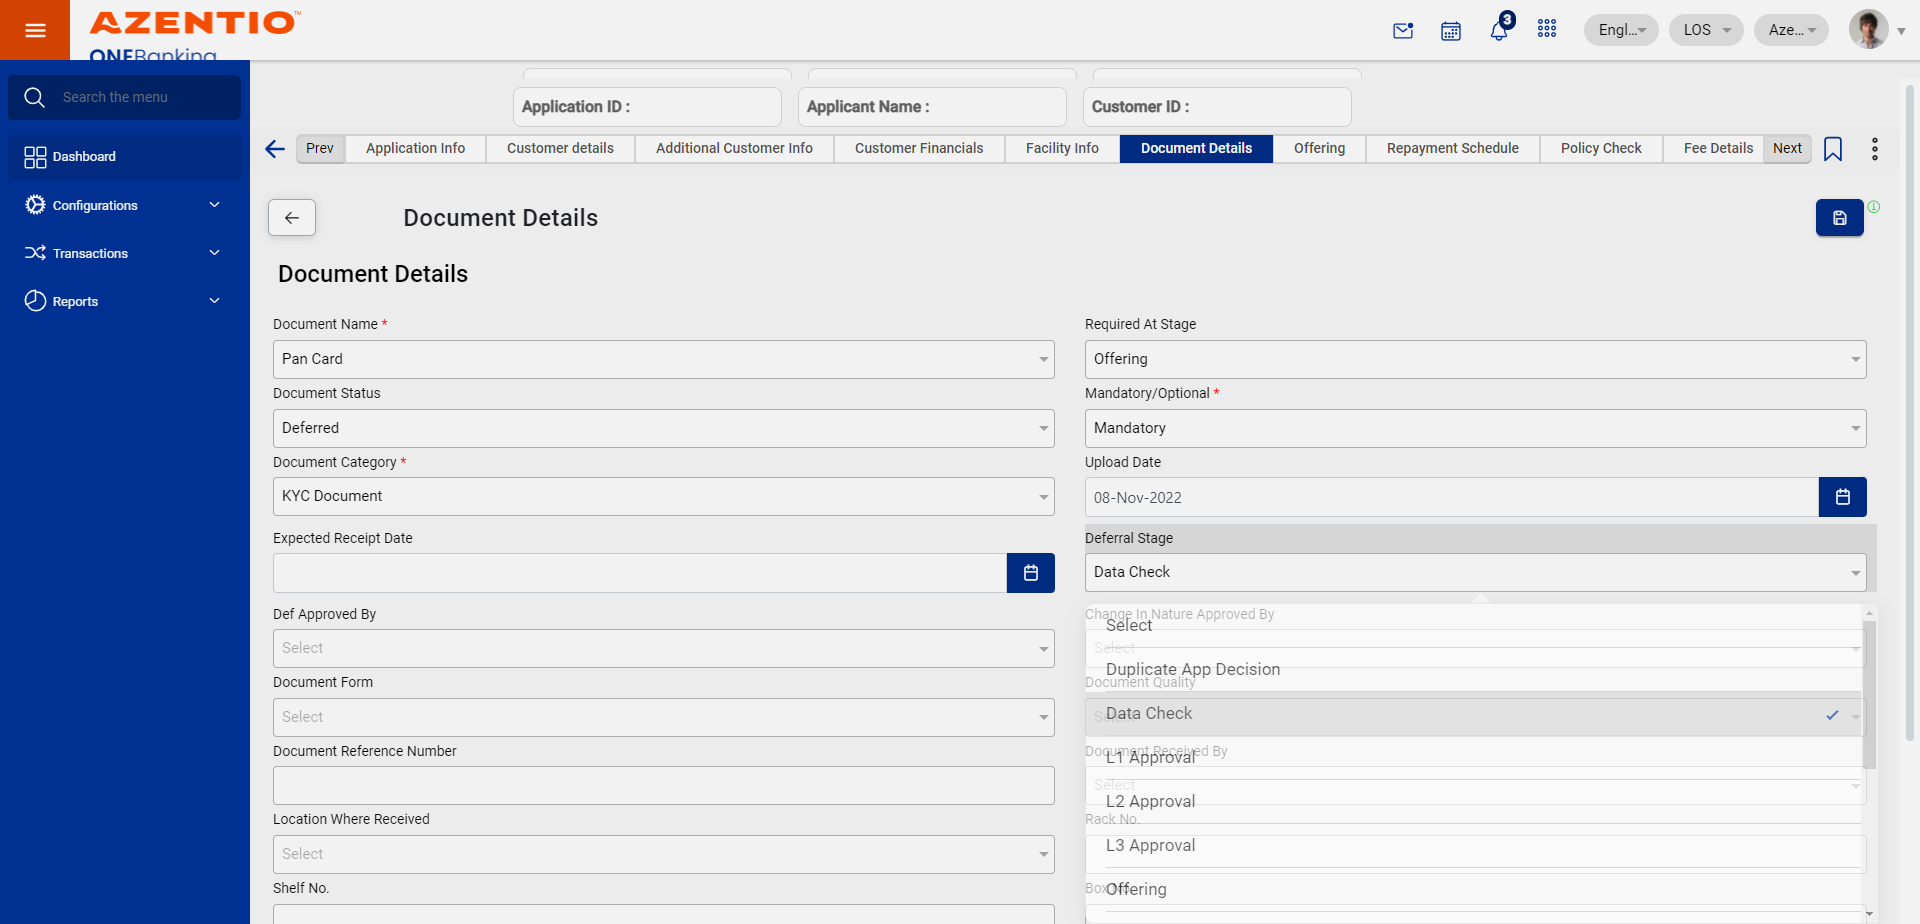 AZENTIO™
ONEBanking
3
Engl...
LOS
Aze...
Search the menu
Dashboard
Configurations
Transactions
Reports
Application ID :
Applicant Name :
Customer ID :
Prev
Application Info
Customer details
Additional Customer Info
Customer Financials
Facility Info
Document Details
Offering
Repayment Schedule
Policy Check
Fee Details
Next
Document Details
Document Details
Document Name *
Pan Card
Required At Stage
Offering
Document Status
Deferred
Mandatory/Optional *
Mandatory
Document Category *
KYC Document
Upload Date
08-Nov-2022
Expected Receipt Date
Deferral Stage
Data Check
Def Approved By
Select
Change In Nature Approved By
Select
Select
Duplicate App Decision
Document Form
Select
Document Quality
Data Check
Document Reference Number
Document Received By
L1 Approval
Select
L2 Approval
Location Where Received
Select
Rack No.
L3 Approval
Shelf No.
Offering